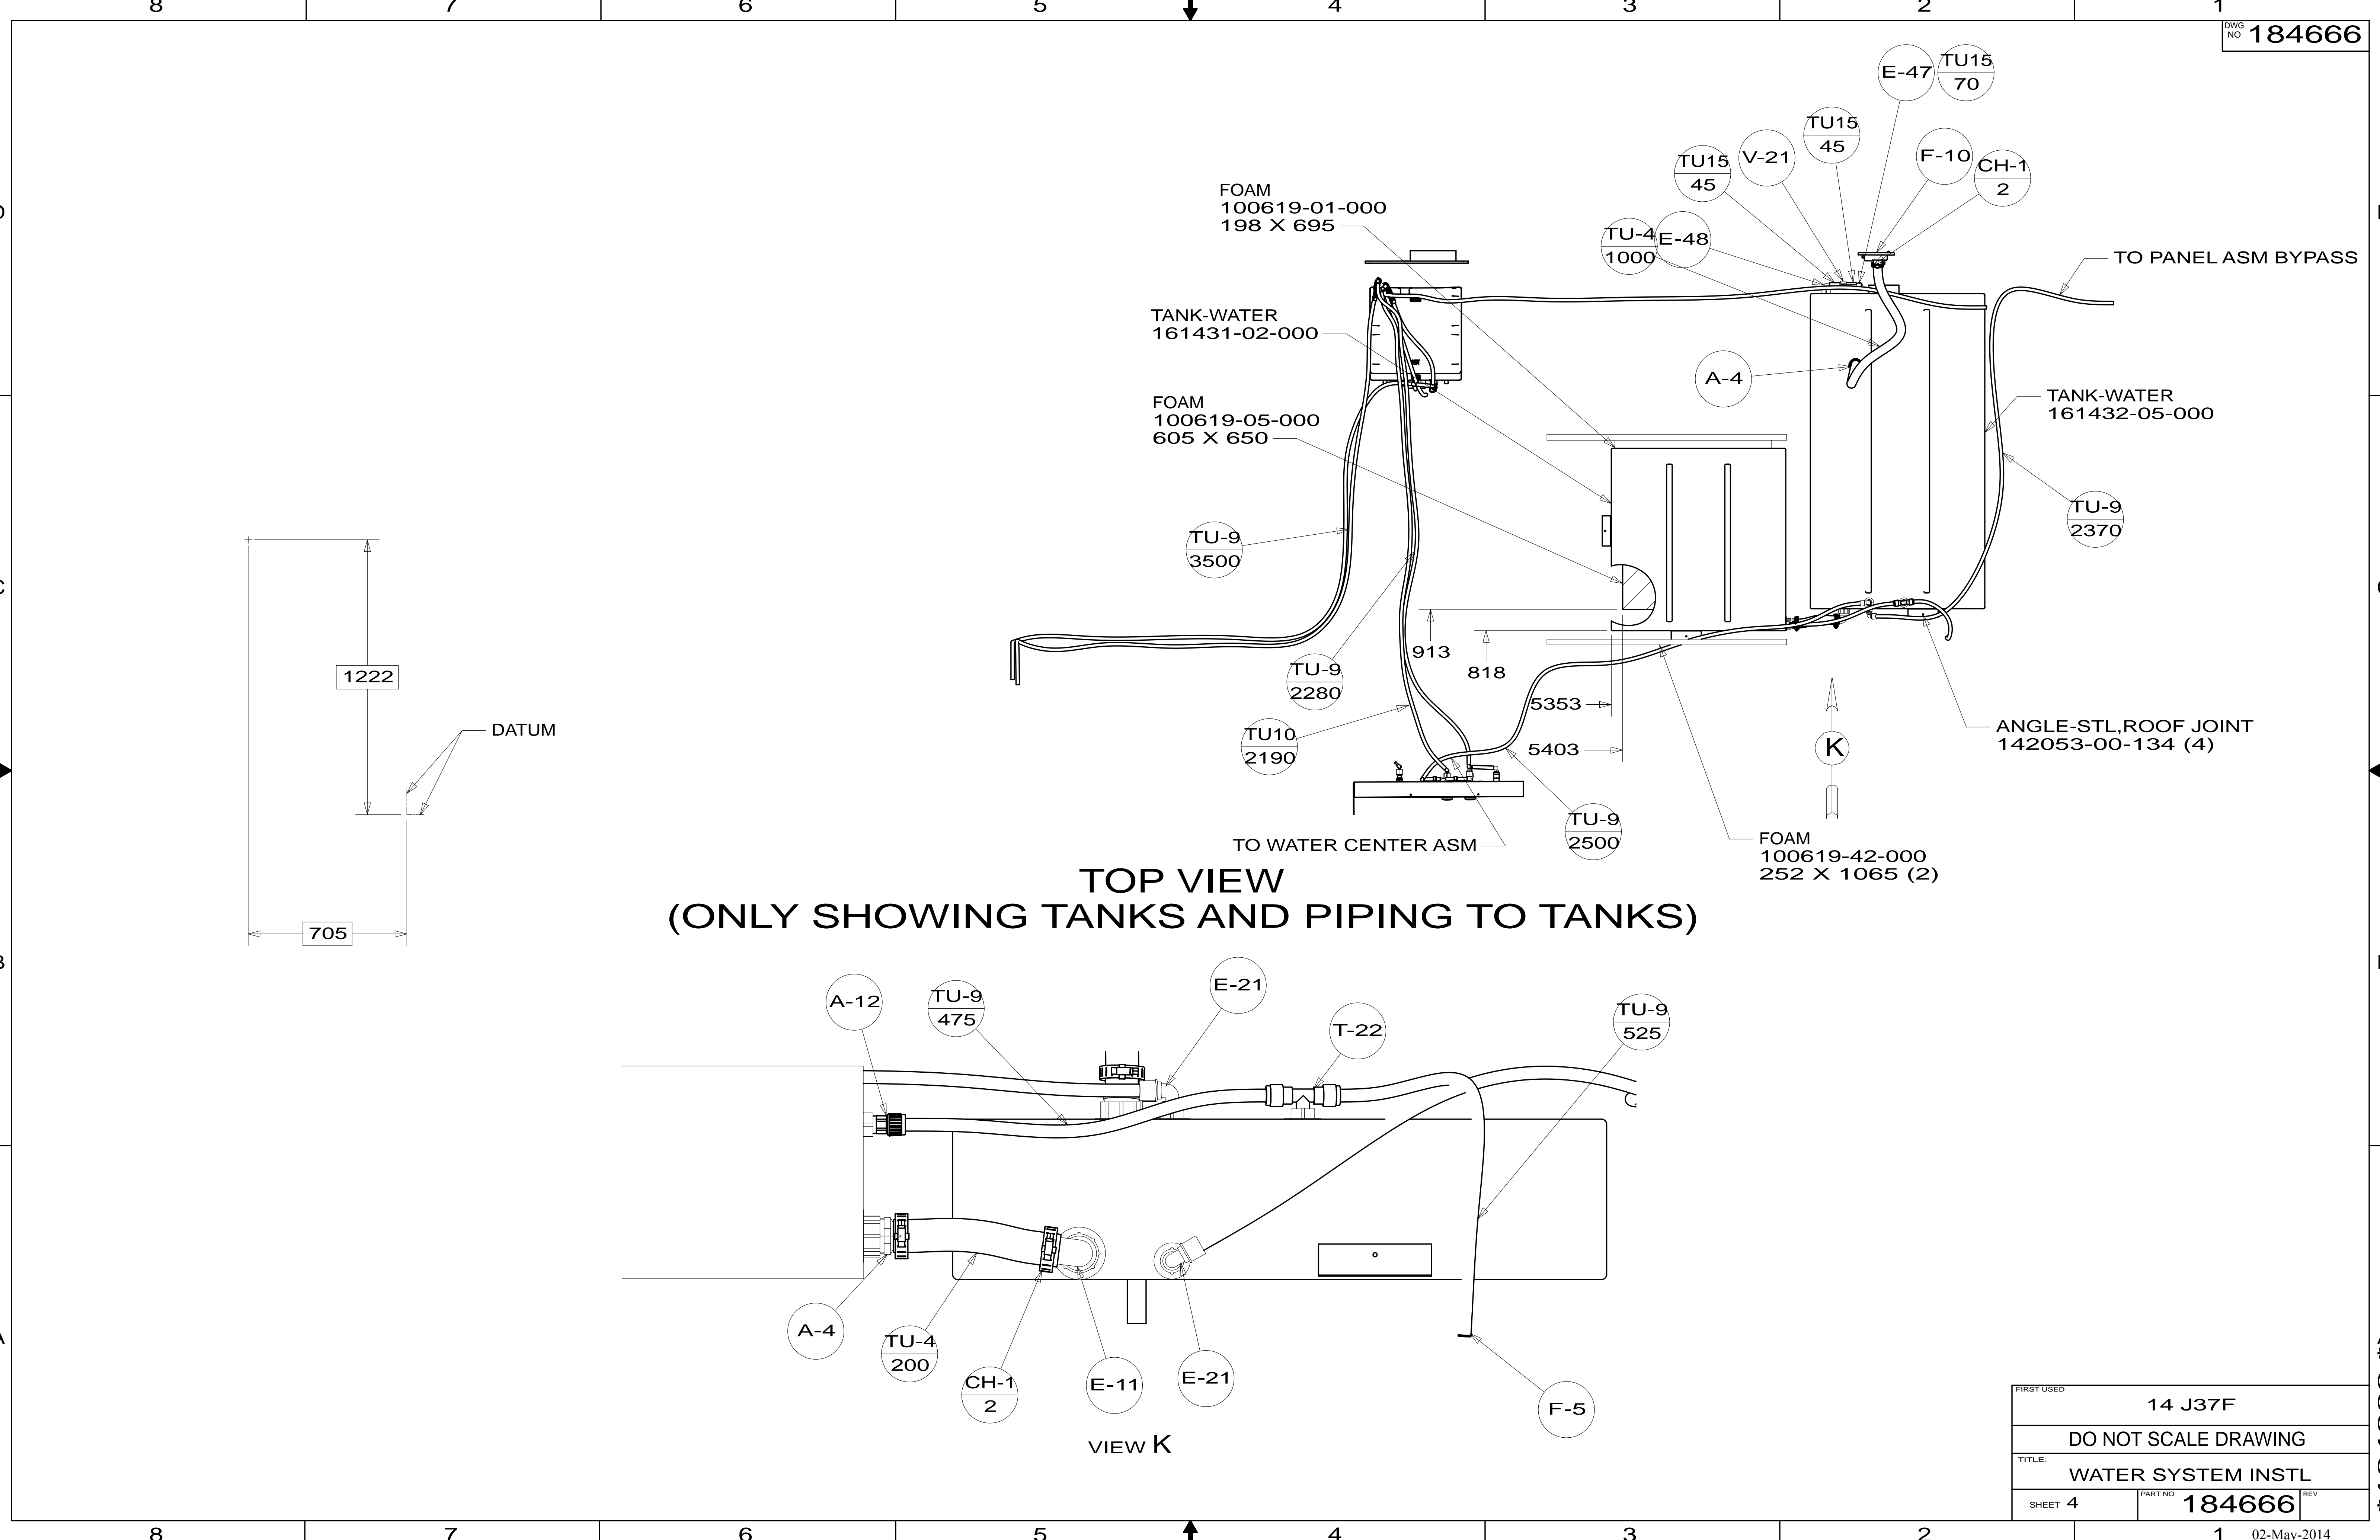 8 7 6 5 4 3 2 1
DWG NO 184666
E-47
TU15
70
TU15
45
TU15
45
V-21
F-10
CH-1
2
FOAM
100619-01-000
198 X 695
TU-4
1000
E-48
TO PANEL ASM BYPASS
TANK-WATER
161431-02-000
A-4
TANK-WATER
161432-05-000
FOAM
100619-05-000
605 X 650
TU-9
2370
TU-9
3500
913
818
1222
TU-9
2280
5353
DATUM
TU10
2190
5403
K
ANGLE-STL,ROOF JOINT
142053-00-134 (4)
TU-9
2500
TO WATER CENTER ASM
FOAM
100619-42-000
252 X 1065 (2)
TOP VIEW
(ONLY SHOWING TANKS AND PIPING TO TANKS)
705
A-12
TU-9
475
E-21
T-22
TU-9
525
A-4
TU-4
200
CH-1
2
E-11
E-21
F-5
VIEW K
FIRST USED
14 J37F
DO NOT SCALE DRAWING
TITLE:
WATER SYSTEM INSTL
SHEET 4
PART NO 184666
REV
8 7 6 5 4 3 2 1
02-May-2014